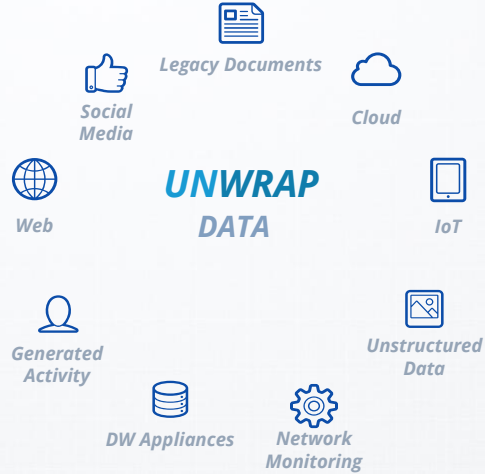 Legacy Documents
Social
Media
Cloud
UNWRAP
DATA
Web
IoT
Generated
Activity
Unstructured
Data
DW Appliances
Network
Monitoring